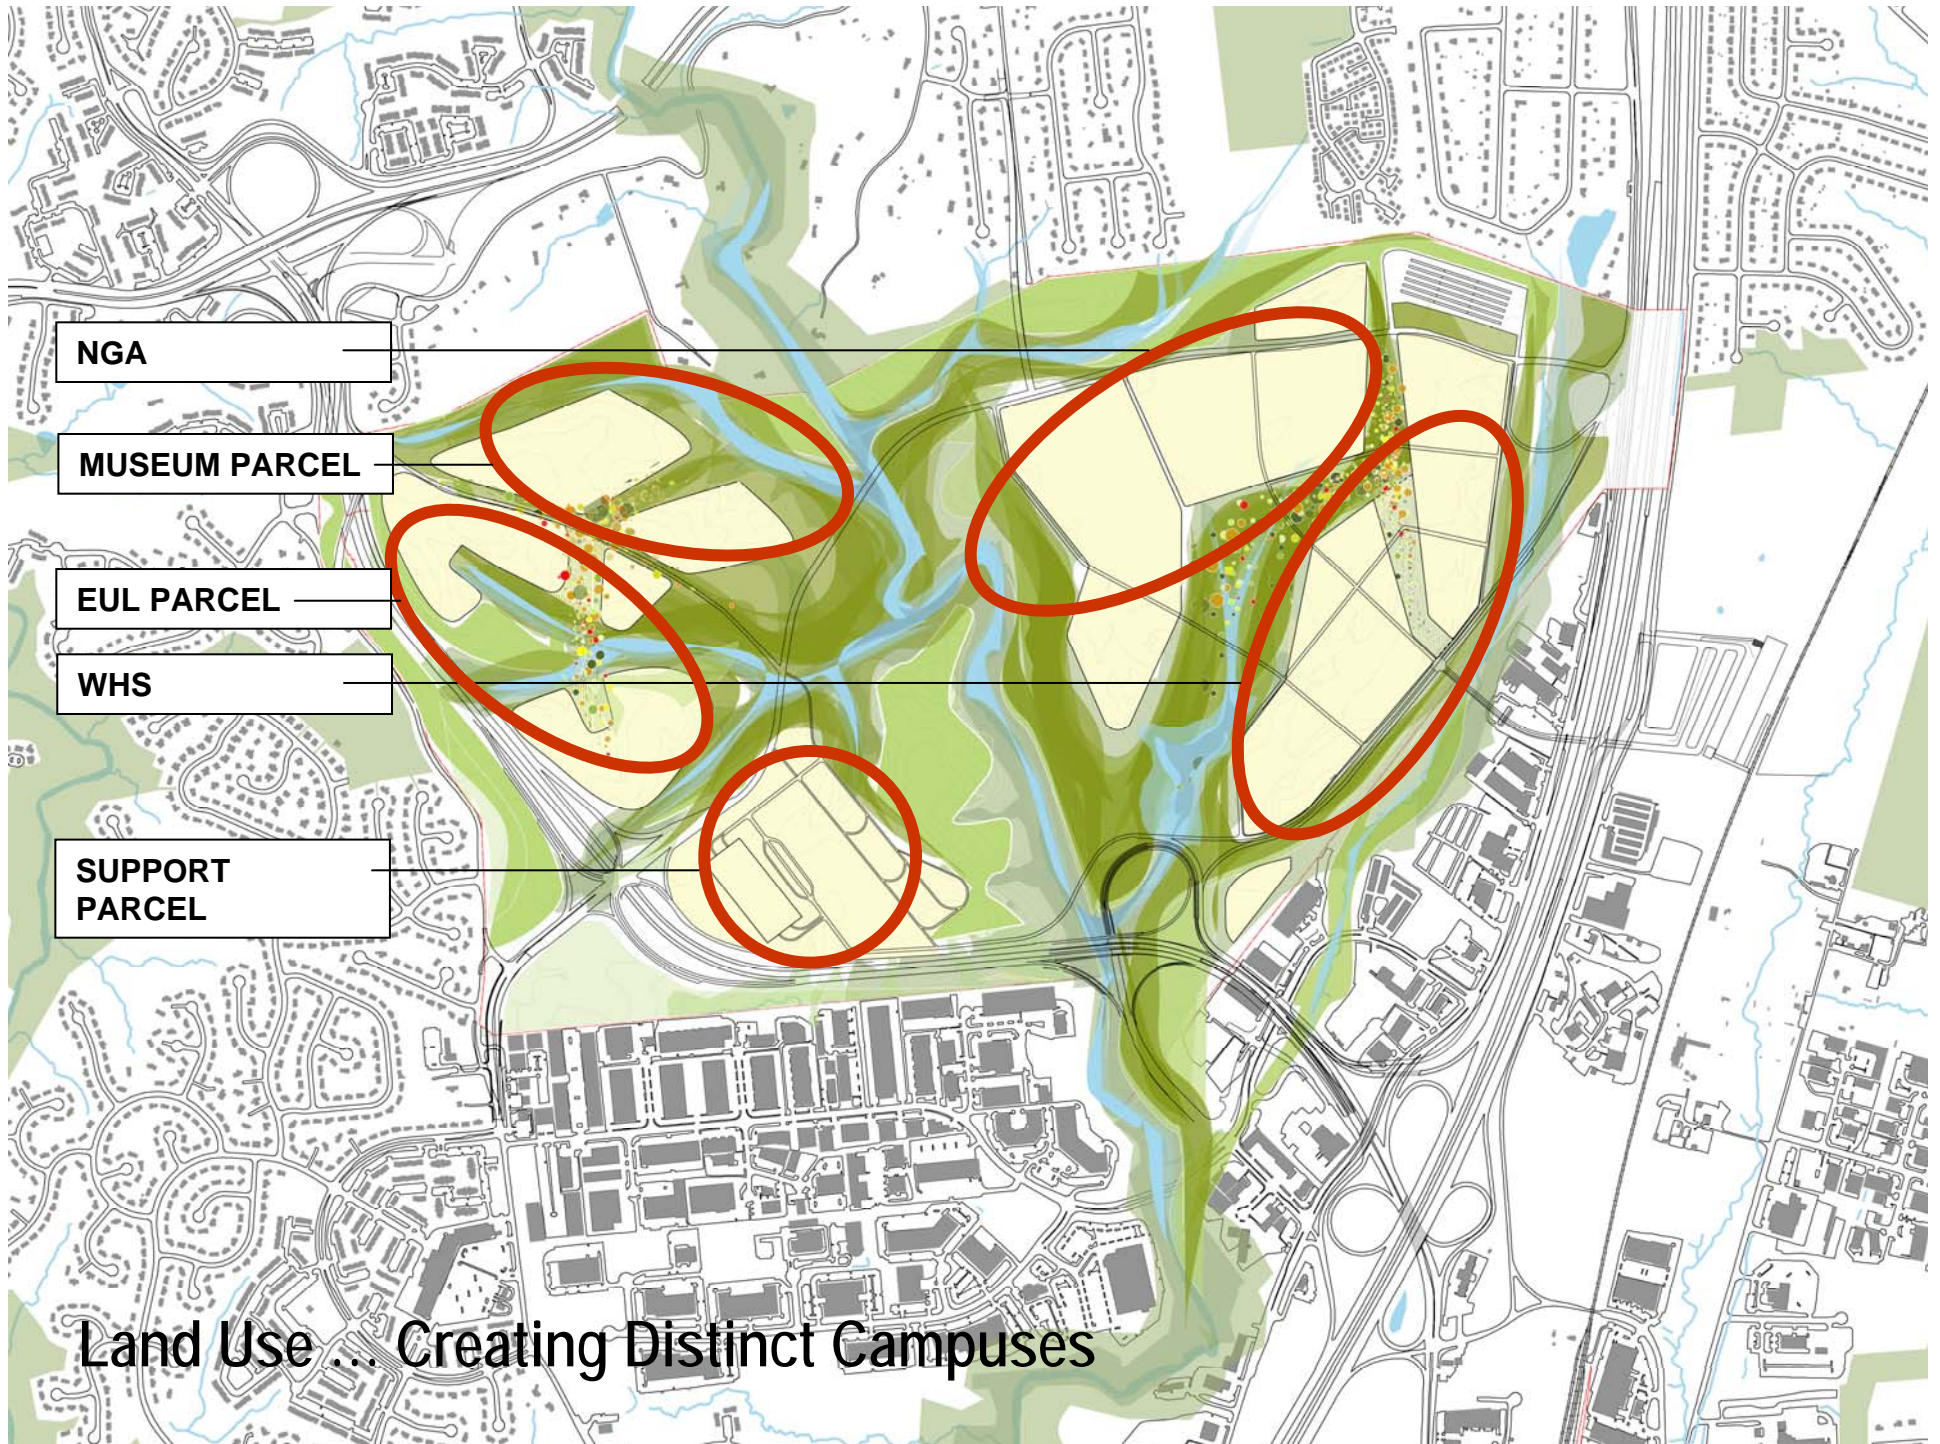 NGA
MUSEUM PARCEL
EUL PARCEL
WHS
SUPPORT
PARCEL
Land Use ... Creating Distinct Campuses